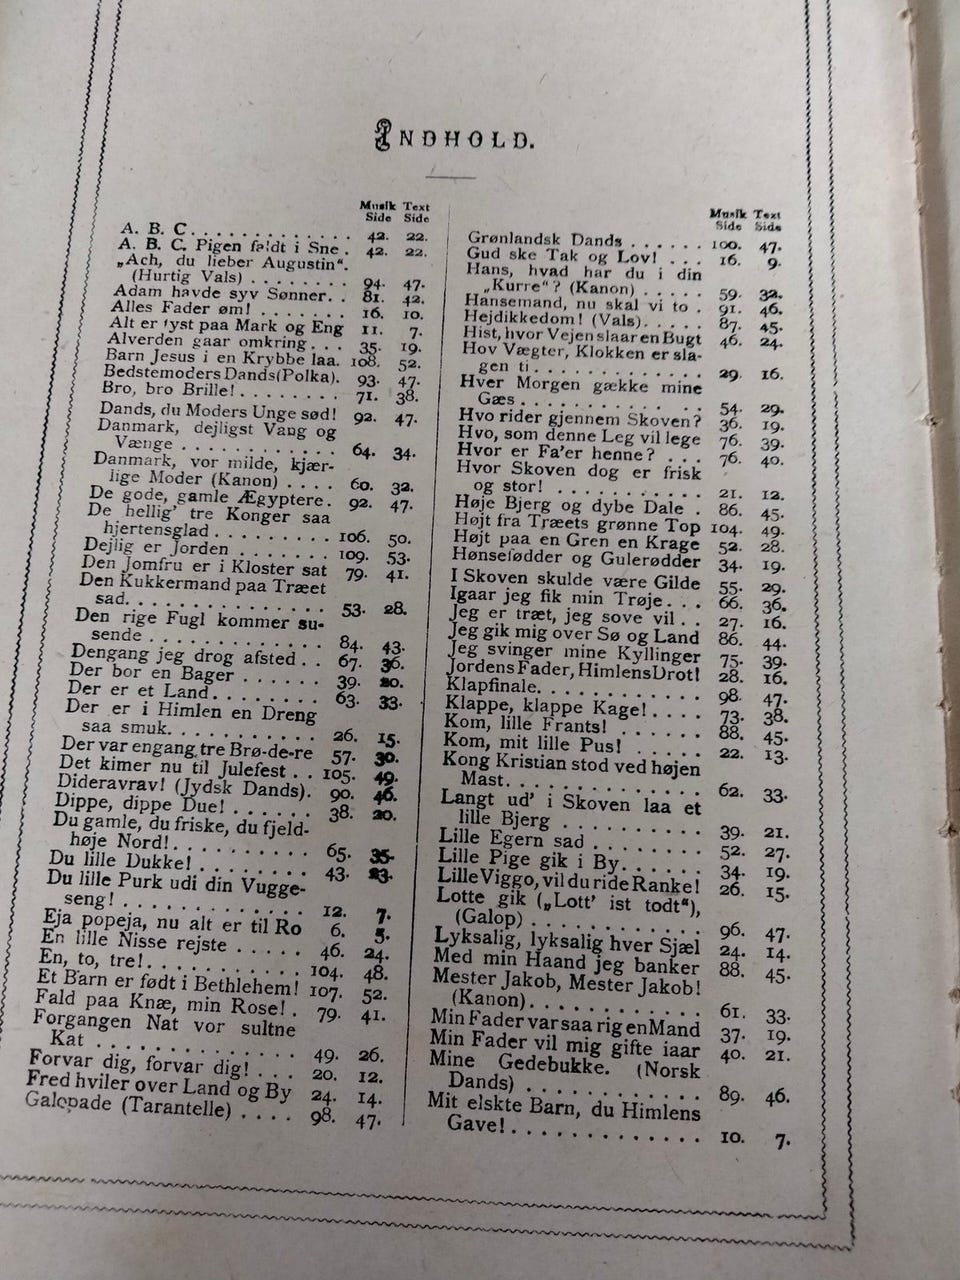 INDHOLD.
Musik Text
Side Side
A. B. C. . . . . . . . . . . . . . 42. 22.
A. B. C. Pigen faldt i Sne . 42. 22.
„Ach, du lieber Augustin“.
(Hurtig Vals) . . . . . . . . 94. 47.
Adam havde syv Sønner. . 81. 42.
Alles Fader øm! . . . . . . . 16. 10.
Alt er tyst paa Mark og Eng 11. 7.
Alverden gaar omkring. . . 35. 19.
Barn Jesus i en Krybbe laa. 108. 52.
Bedstemoders Dands (Polka). 93. 47.
Bro, bro Brille! . . . . . . . . 71. 38.
Dands, du Moders Unge sød! 92. 47.
Danmark, dejligst Vang og
Vænge . . . . . . . . . . . . 64. 34.
Danmark, vor milde, kjær-
lige Moder (Kanon) . . . . 60. 32.
De gode, gamle Ægyptere. 92. 47.
De hellig' tre Konger saa
hjertensglad . . . . . . . . . 106. 50.
Dejlig er Jorden . . . . . . . 109. 53.
Den Jomfru er i Kloster sat 79. 41.
Den Kukkermand paa Træet
sad. . . . . . . . . . . . . . . 53. 28.
Den rige Fugl kommer su-
sende . . . . . . . . . . . . . 84. 43.
Dengang jeg drog afsted . . 67. 36.
Der bor en Bager . . . . . . 39. 20.
Der er et Land. . . . . . . . 63. 33.
Der er i Himlen en Dreng
saa smuk. . . . . . . . . . . 26. 15.
Der var engang tre Brø-de-re 57. 30.
Det kimer nu til Julefest . . 105. 49.
Dideravrav! (Jydsk Dands). 90. 46.
Dippe, dippe Due! . . . . . . 38. 20.
Du gamle, du friske, du fjeld-
høje Nord! . . . . . . . . . . 65. 35.
Du lille Dukke! . . . . . . . . 43. 23.
Du lille Purk udi din Vugge-
seng! . . . . . . . . . . . . . 12. 7.
Eja popeja, nu alt er til Ro 6. 5.
En lille Nisse rejste . . . . . 46. 24.
En, to, tre! . . . . . . . . . . . 104. 48.
Et Barn er født i Bethlehem! 107. 52.
Fald paa Knæ, min Rose! . 79. 41.
Forgangen Nat vor sultne
Kat . . . . . . . . . . . . . . 49. 26.
Forvar dig, forvar dig! . . . 20. 12.
Fred hviler over Land og By 24. 14.
Galopade (Tarantelle) . . . . 98. 47.
Musik Text
Side Side
Grønlandsk Dands . . . . . . 100. 47.
Gud ske Tak og Lov! . . . 16. 9.
Hans, hvad har du i din
„Kurre“? (Kanon) . . . . . 59. 32.
Hansemand, nu skal vi to . 91. 46.
Hejdikkedom! (Vals). . . . . 87. 45.
Hist, hvor Vejen slaar en Bugt 46. 24.
Hov Vægter, Klokken er sla-
gen ti . . . . . . . . . . . . . 29. 16.
Hver Morgen gække mine
Gæs . . . . . . . . . . . . . . 54. 29.
Hvo rider gjennem Skoven? 36. 19.
Hvo, som denne Leg vil lege 76. 39.
Hvor er Fa'er henne? . . . 76. 40.
Hvor Skoven dog er frisk
og stor! . . . . . . . . . . . 21. 12.
Høje Bjerg og dybe Dale . 86. 45.
Højt fra Træets grønne Top 104. 49.
Højt paa en Gren en Krage 52. 28.
Hønsefødder og Gulerødder 34. 19.
I Skoven skulde være Gilde 55. 29.
Igaar jeg fik min Trøje. . . 66. 36.
Jeg er træt, jeg sove vil . . 27. 16.
Jeg gik mig over Sø og Land 86. 44.
Jeg svinger mine Kyllinger 75. 39.
Jordens Fader, Himlens Drot! 28. 16.
Klapfinale. . . . . . . . . . . . 98. 47.
Klappe, klappe Kage! . . . . 73. 38.
Kom, lille Frants! . . . . . . 88. 45.
Kom, mit lille Pus! . . . . . 22. 13.
Kong Kristian stod ved højen
Mast. . . . . . . . . . . . . . 62. 33.
Langt ud' i Skoven laa et
lille Bjerg . . . . . . . . . . 39. 21.
Lille Egern sad . . . . . . . . 52. 27.
Lille Pige gik i By. . . . . . 34. 19.
Lille Viggo, vil du ride Ranke! 26. 15.
Lotte gik („Lott' ist todt“),
(Galop) . . . . . . . . . . . . 96. 47.
Lyksalig, lyksalig hver Sjæl 24. 14.
Med min Haand jeg banker 88. 45.
Mester Jakob, Mester Jakob!
(Kanon). . . . . . . . . . . . 61. 33.
Min Fader var saa rig en Mand 37. 19.
Min Fader vil mig gifte iaar 40. 21.
Mine Gedebukke. (Norsk
Dands) . . . . . . . . . . . . 89. 46.
Mit elskte Barn, du Himlens
Gave! . . . . . . . . . . . . . 10. 7.